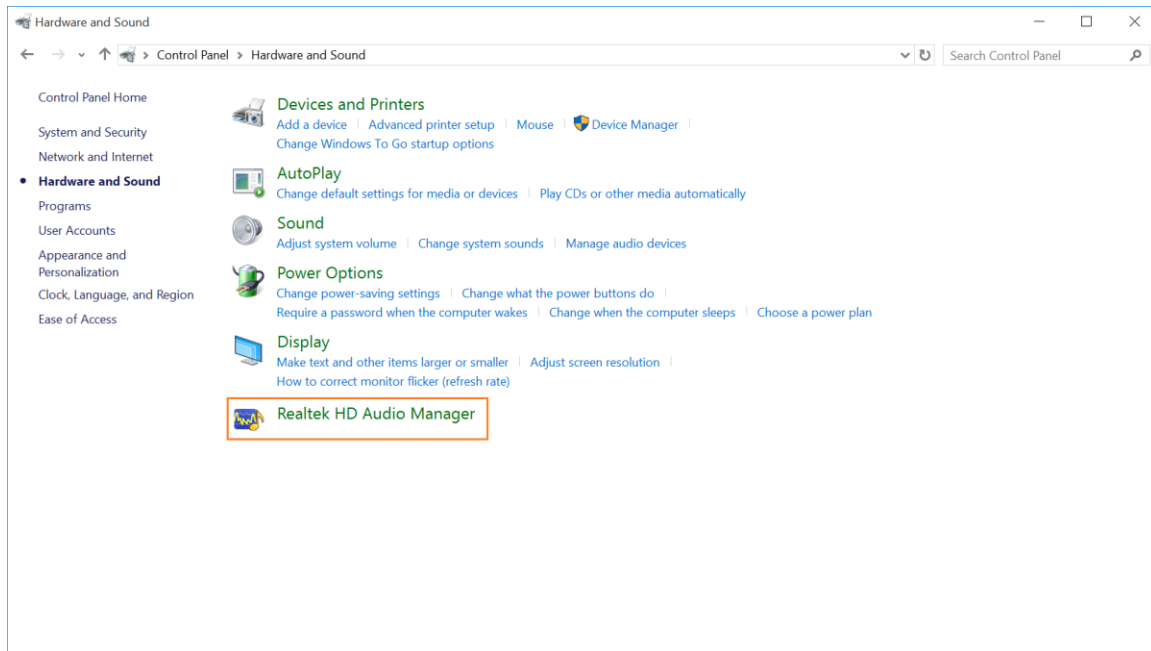 Hardware and Sound
Control Panel > Hardware and Sound
Search Control Panel
Control Panel Home
System and Security
Network and Internet
Hardware and Sound
Programs
User Accounts
Appearance and
Personalization
Clock, Language, and Region
Ease of Access
Devices and Printers
Add a device | Advanced printer setup | Mouse | Device Manager |
Change Windows To Go startup options
AutoPlay
Change default settings for media or devices | Play CDs or other media automatically
Sound
Adjust system volume | Change system sounds | Manage audio devices
Power Options
Change power-saving settings | Change what the power buttons do |
Require a password when the computer wakes | Change when the computer sleeps | Choose a power plan
Display
Make text and other items larger or smaller | Adjust screen resolution |
How to correct monitor flicker (refresh rate)
Realtek HD Audio Manager